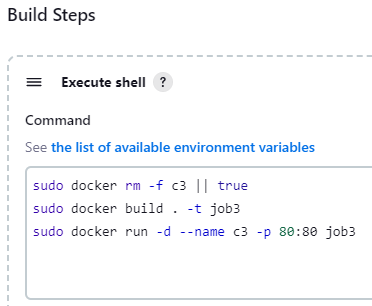 Build Steps
Execute shell ?
Command
See the list of available environment variables
sudo docker rm -f c3 || true
sudo docker build . -t job3
sudo docker run -d --name c3 -p 80:80 job3